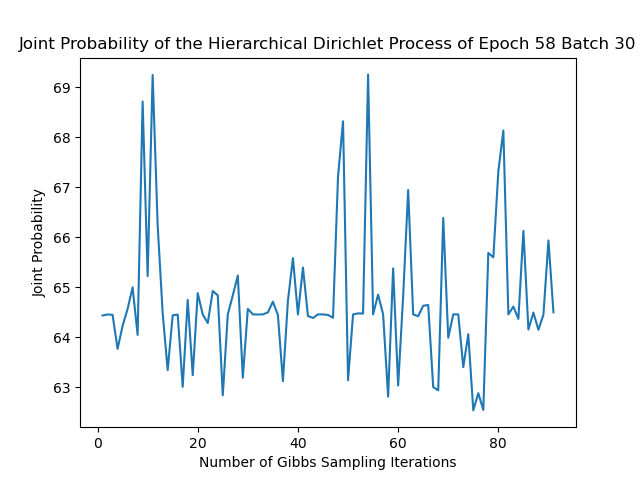 Joint Probability of the Hierarchical Dirichlet Process of Epoch 58 Batch 30
69
68
67
66
65
64
63
Joint Probability
0 20 40 60 80
Number of Gibbs Sampling Iterations